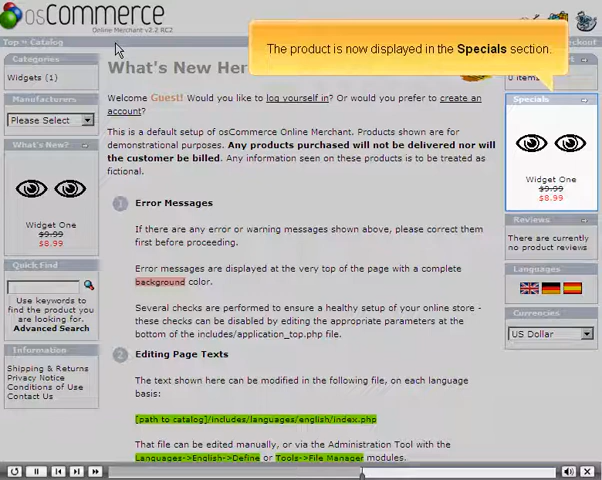 osCommerce
Online Merchant v2.2 RC2
Top » Catalog
The product is now displayed in the Specials section.
Categories
Widgets (1)
Manufacturers
Please Select
What's New?
Widget One
$9.99
$8.99
Quick Find
Use keywords to
find the product you
are looking for.
Advanced Search
Information
Shipping & Returns
Privacy Notice
Conditions of Use
Contact Us
What's New Her
Welcome Guest! Would you like to log yourself in? Or would you prefer to create an
account?
This is a default setup of osCommerce Online Merchant. Products shown are for
demonstrational purposes. Any products purchased will not be delivered nor will
the customer be billed. Any information seen on these products is to be treated as
fictional.
1 Error Messages
If there are any error or warning messages shown above, please correct them
first before proceeding.
Error messages are displayed at the very top of the page with a complete
background color.
Several checks are performed to ensure a healthy setup of your online store -
these checks can be disabled by editing the appropriate parameters at the
bottom of the includes/application_top.php file.
2 Editing Page Texts
The text shown here can be modified in the following file, on each language
basis:
[path to catalog]/includes/languages/english/index.php
That file can be edited manually, or via the Administration Tool with the
Languages->English->Define or Tools->File Manager modules.
0 items
Specials
Widget One
$9.99
$8.99
Reviews
There are currently
no product reviews
Languages
Currencies
US Dollar